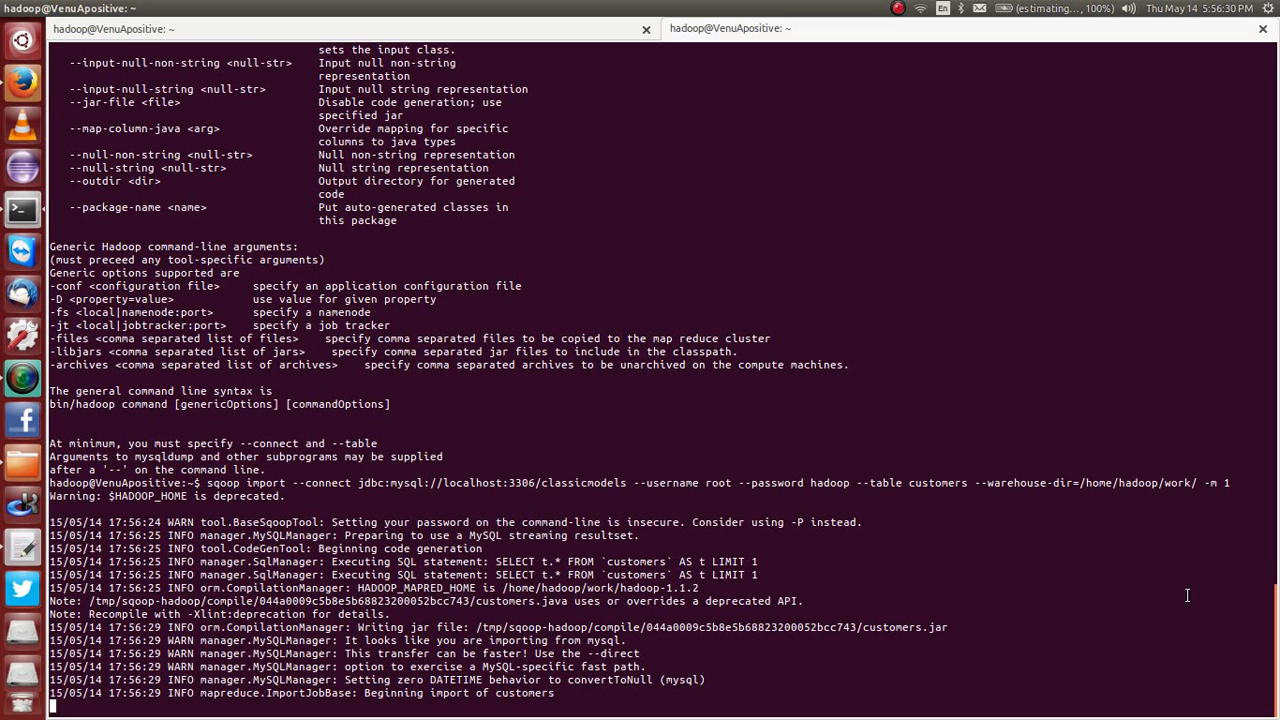 hadoop@VenuApositive: ~
En
(estimating..., 100%)
Thu May 14 5:56:30 PM
hadoop@VenuApositive: ~
hadoop@VenuApositive: ~
sets the input class.
--input-null-non-string <null-str> Input null non-string
representation
--input-null-string <null-str> Input null string representation
--jar-file <file> Disable code generation; use
specified jar
--map-column-java <arg> Override mapping for specific
columns to java types
--null-non-string <null-str> Null non-string representation
--null-string <null-str> Null string representation
--outdir <dir> Output directory for generated
code
--package-name <name> Put auto-generated classes in
this package
Generic Hadoop command-line arguments:
(must preceed any tool-specific arguments)
Generic options supported are
-conf <configuration file> specify an application configuration file
-D <property=value> use value for given property
-fs <local|namenode:port> specify a namenode
-jt <local|jobtracker:port> specify a job tracker
-files <comma separated list of files> specify comma separated files to be copied to the map reduce cluster
-libjars <comma separated list of jars> specify comma separated jar files to include in the classpath.
-archives <comma separated list of archives> specify comma separated archives to be unarchived on the compute machines.
The general command line syntax is
bin/hadoop command [genericOptions] [commandOptions]
At minimum, you must specify --connect and --table
Arguments to mysqldump and other subprograms may be supplied
after a '--' on the command line.
hadoop@VenuApositive:~$ sqoop import --connect jdbc:mysql://localhost:3306/classicmodels --username root --password hadoop --table customers --warehouse-dir=/home/hadoop/work/ -m 1
Warning: $HADOOP_HOME is deprecated.
15/05/14 17:56:24 WARN tool.BaseSqoopTool: Setting your password on the command-line is insecure. Consider using -P instead.
15/05/14 17:56:25 INFO manager.MySQLManager: Preparing to use a MySQL streaming resultset.
15/05/14 17:56:25 INFO tool.CodeGenTool: Beginning code generation
15/05/14 17:56:25 INFO manager.SqlManager: Executing SQL statement: SELECT t.* FROM `customers` AS t LIMIT 1
15/05/14 17:56:25 INFO manager.SqlManager: Executing SQL statement: SELECT t.* FROM `customers` AS t LIMIT 1
15/05/14 17:56:25 INFO orm.CompilationManager: HADOOP_MAPRED_HOME is /home/hadoop/work/hadoop-1.1.2
Note: /tmp/sqoop-hadoop/compile/044a0009c5b8e5b68823200052bcc743/customers.java uses or overrides a deprecated API.
Note: Recompile with -Xlint:deprecation for details.
15/05/14 17:56:29 INFO orm.CompilationManager: Writing jar file: /tmp/sqoop-hadoop/compile/044a0009c5b8e5b68823200052bcc743/customers.jar
15/05/14 17:56:29 WARN manager.MySQLManager: It looks like you are importing from mysql.
15/05/14 17:56:29 WARN manager.MySQLManager: This transfer can be faster! Use the --direct
15/05/14 17:56:29 WARN manager.MySQLManager: option to exercise a MySQL-specific fast path.
15/05/14 17:56:29 INFO manager.MySQLManager: Setting zero DATETIME behavior to convertToNull (mysql)
15/05/14 17:56:29 INFO mapreduce.ImportJobBase: Beginning import of customers